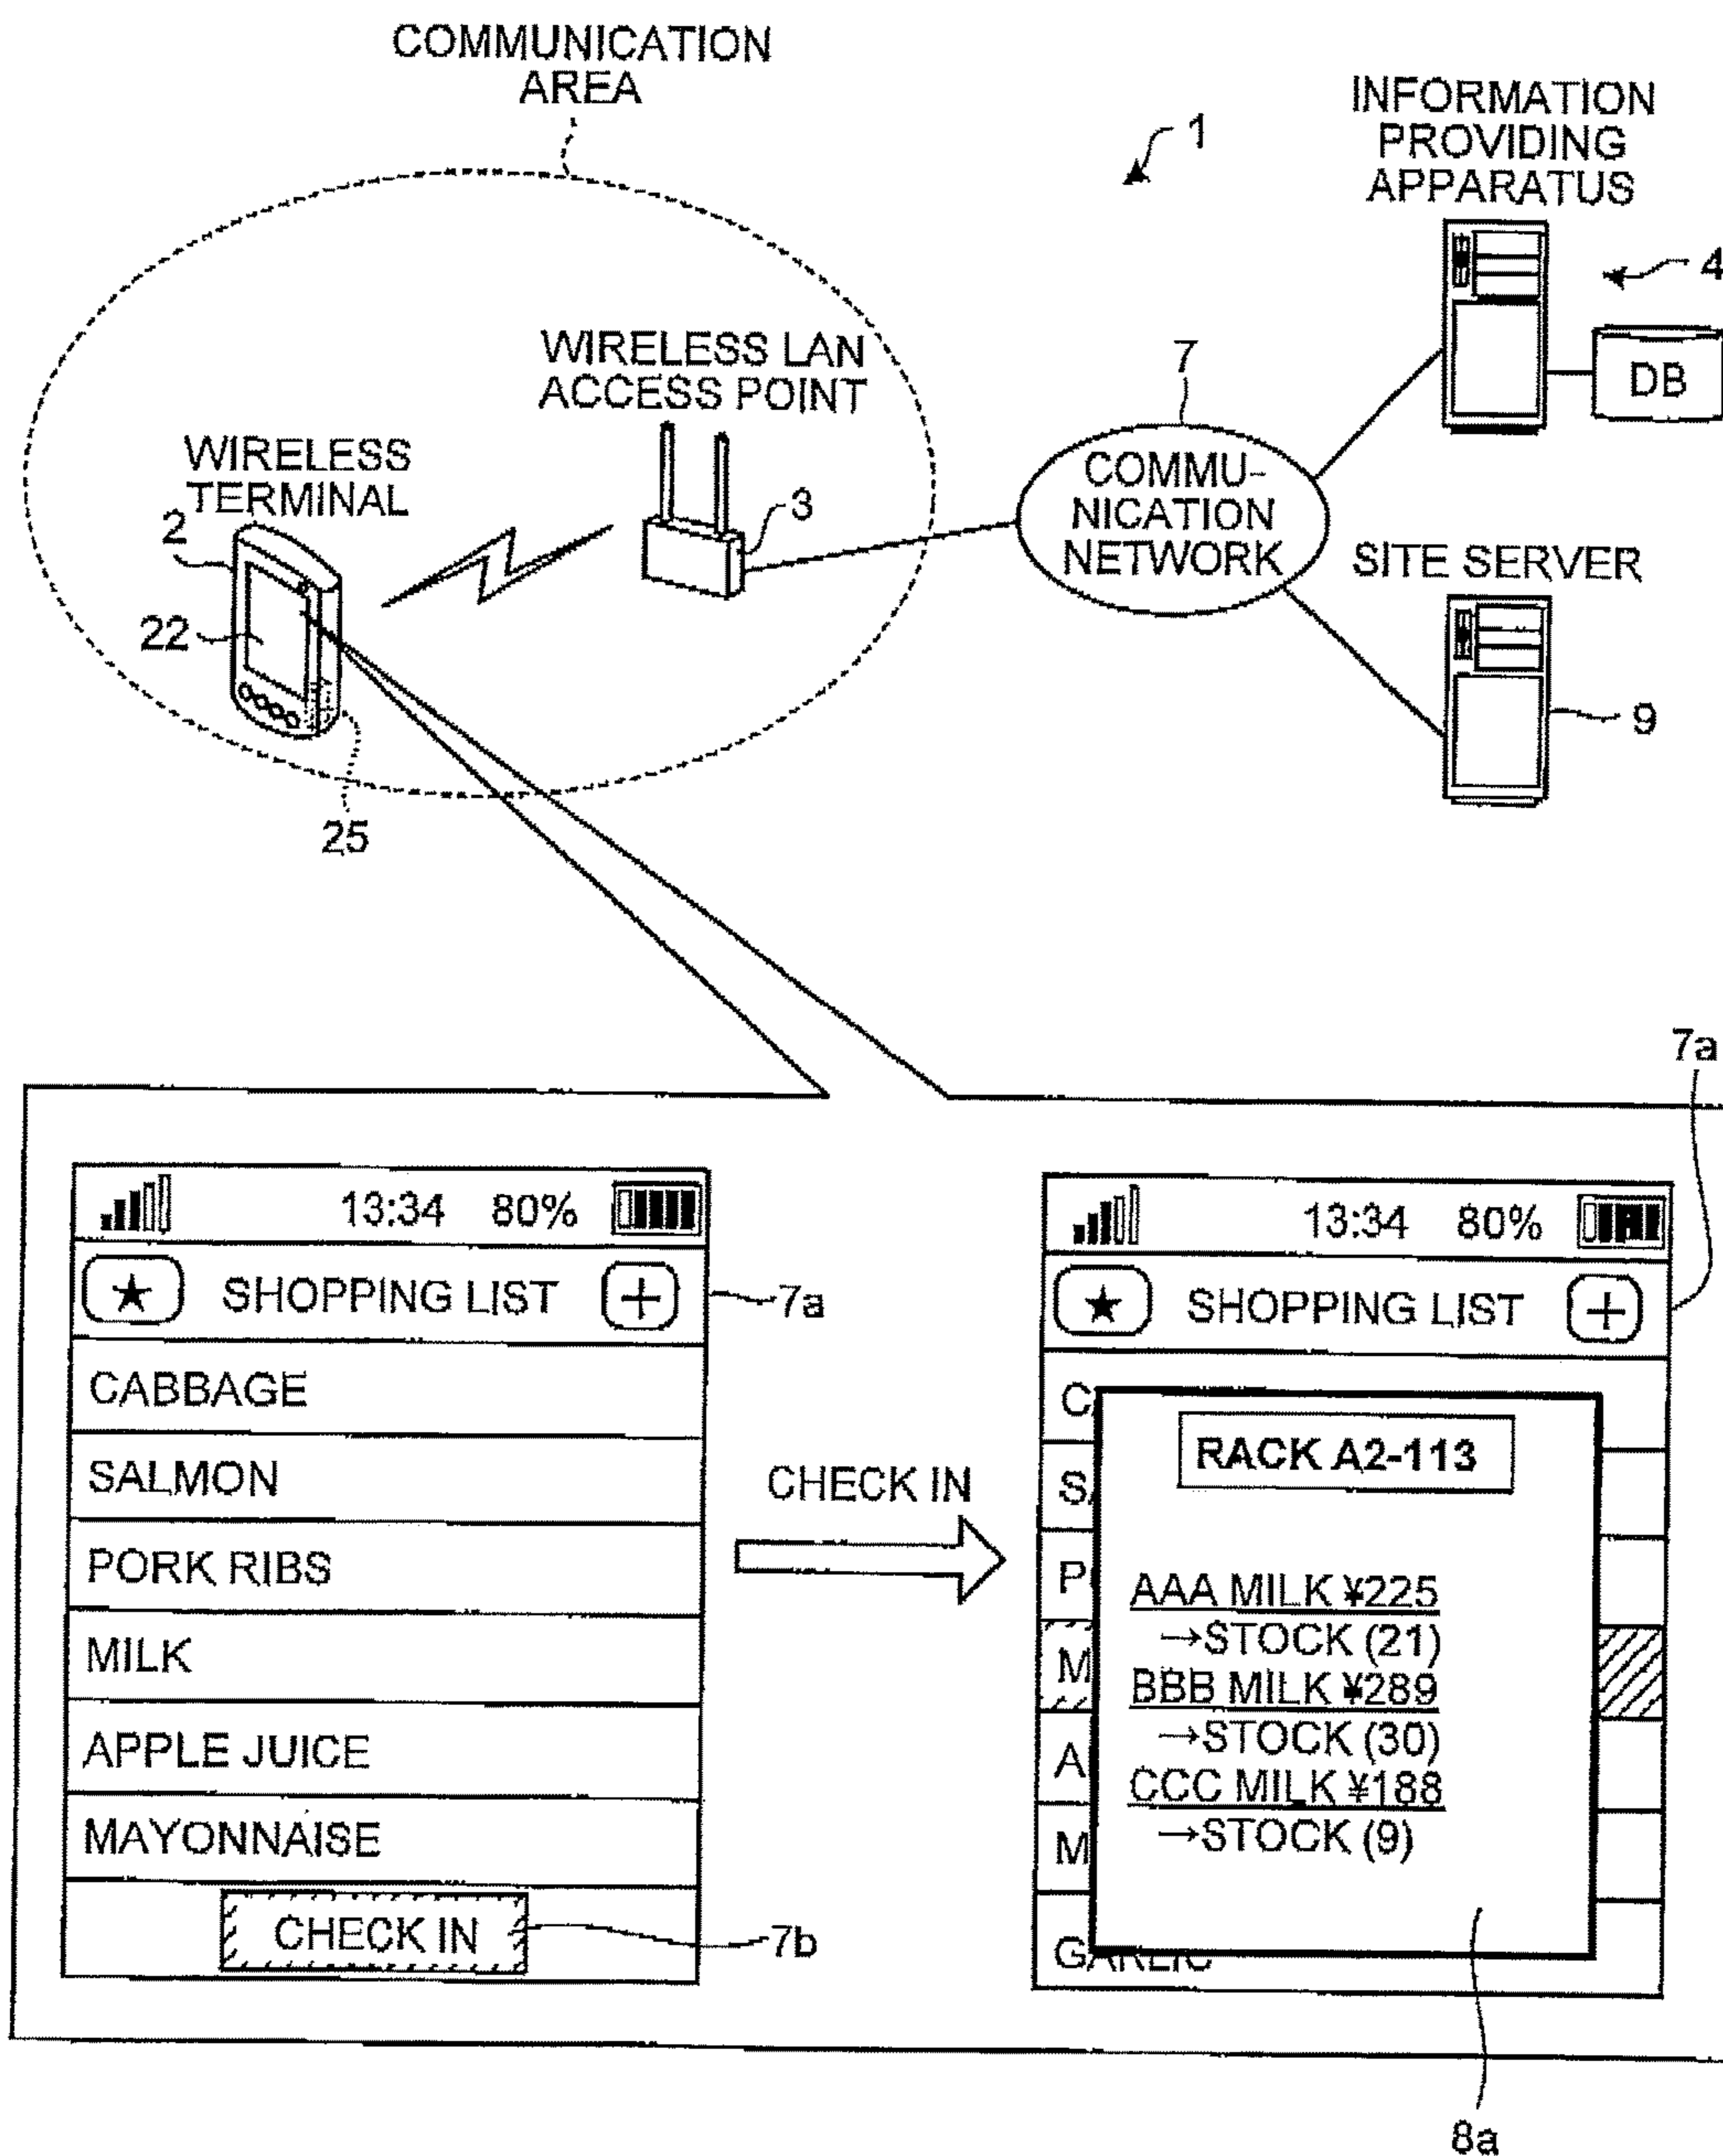 COMMUNICATION
AREA
1
INFORMATION
PROVIDING
APPARATUS
4
DB
WIRELESS LAN
ACCESS POINT
3
WIRELESS
TERMINAL
2
22
25
7
COMMU-
NICATION
NETWORK
SITE SERVER
9
13:34 80%
★ SHOPPING LIST +
7a
CABBAGE
SALMON
PORK RIBS
MILK
APPLE JUICE
MAYONNAISE
CHECK IN
7b
CHECK IN
7a
13:34 80%
★ SHOPPING LIST +
C
S
P
M
A
M
GARLIC
RACK A2-113
AAA MILK ¥225
→STOCK (21)
BBB MILK ¥289
→STOCK (30)
CCC MILK ¥188
→STOCK (9)
8a